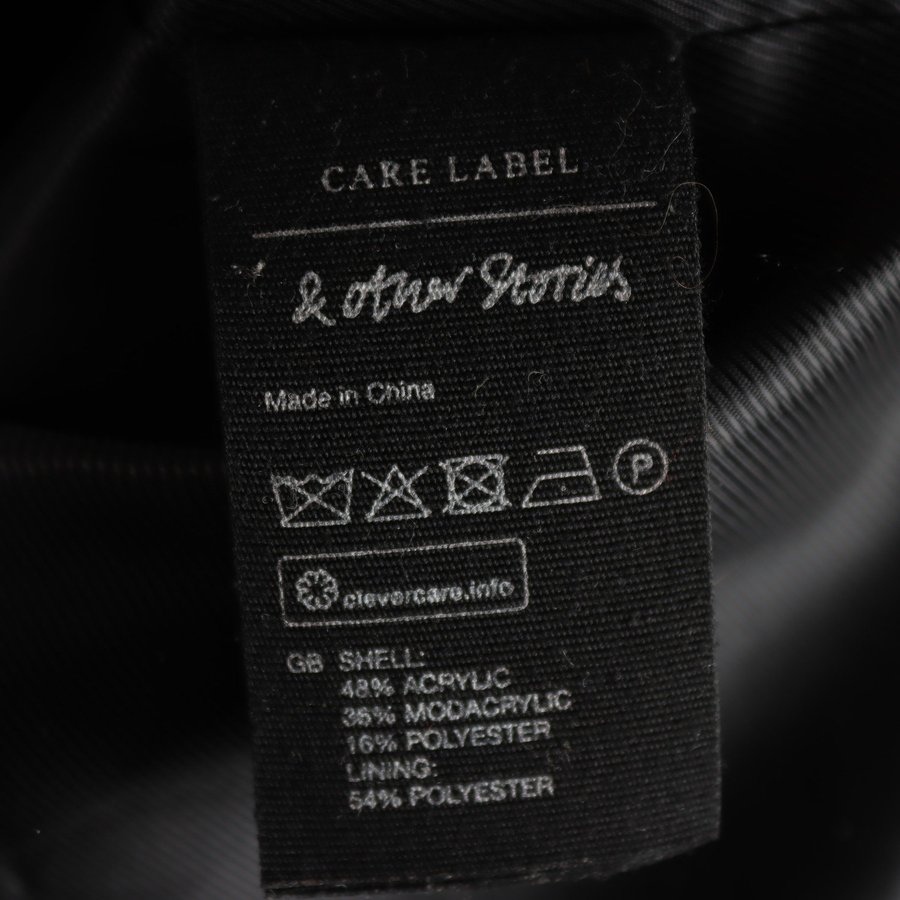 CARE LABEL
& other Stories
Made in China
P
clevercare.info
GB SHELL:
48% ACRYLIC
36% MODACRYLIC
16% POLYESTER
LINING:
54% POLYESTER